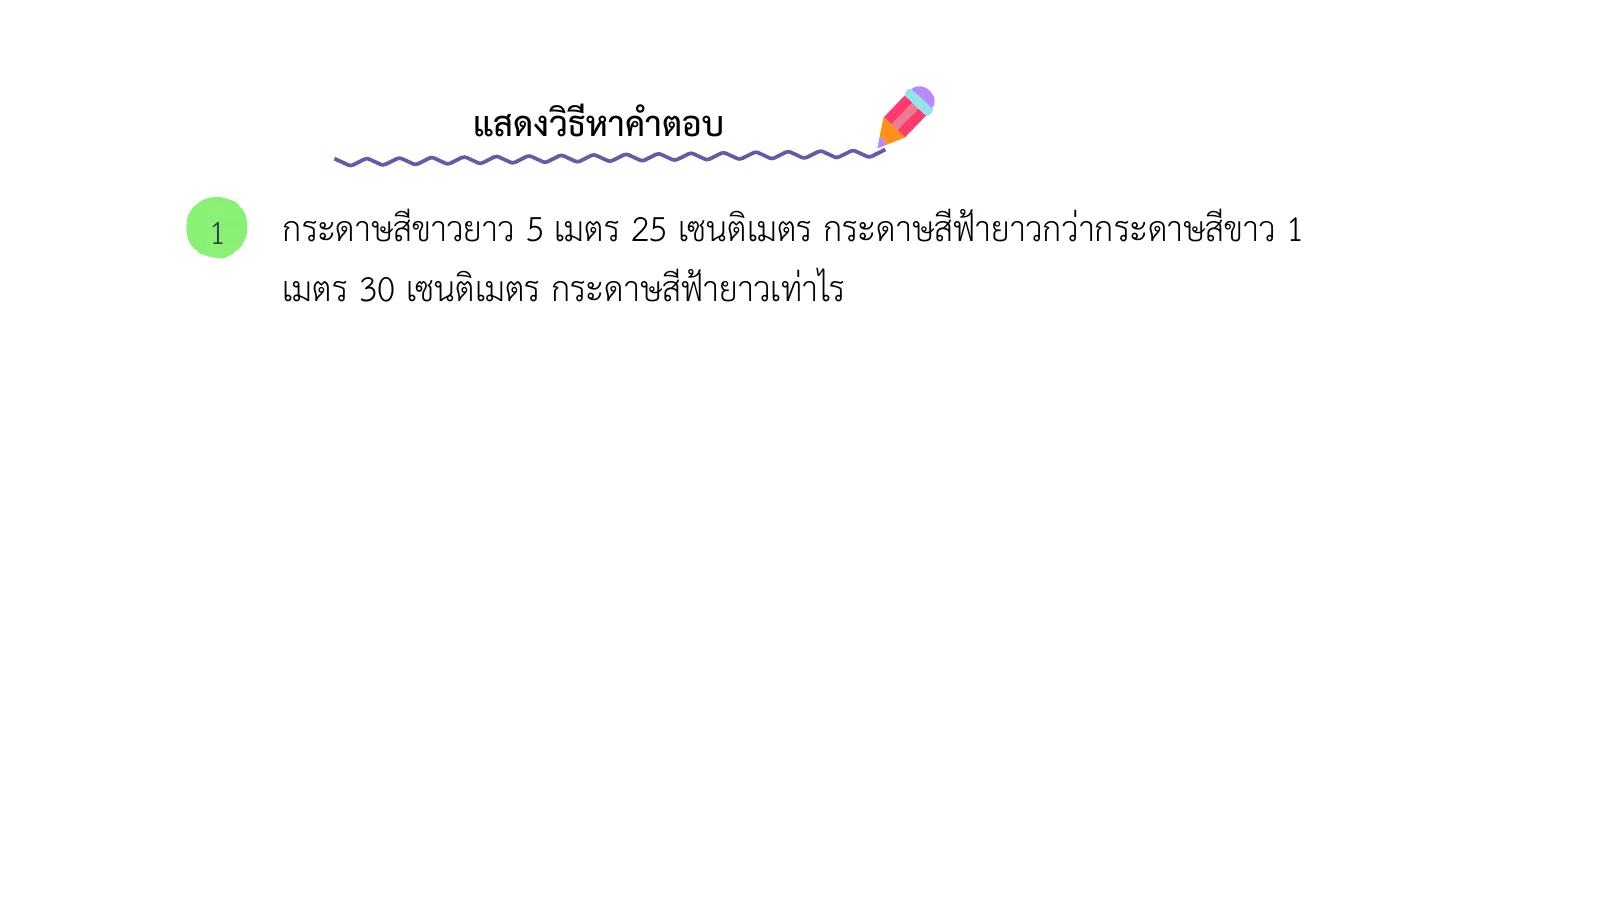 แสดงวิธีหาคำตอบ
1 กระดาษสีขาวยาว 5 เมตร 25 เซนติเมตร กระดาษสีฟ้ายาวกว่ากระดาษสีขาว 1
เมตร 30 เซนติเมตร กระดาษสีฟ้ายาวเท่าไร